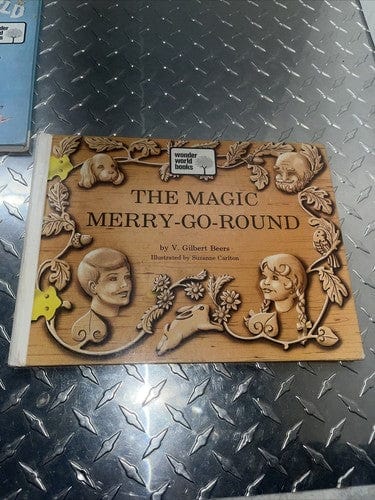 wonder
world
books
THE MAGIC
MERRY-GO-ROUND
by V. Gilbert Beers
Illustrated by Suzanne Carlton